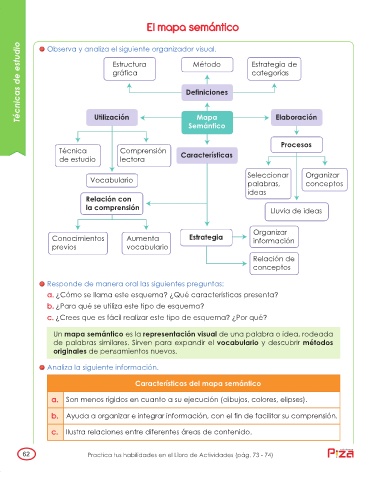 El mapa semántico
Técnicas de estudio
Observa y analiza el siguiente organizador visual.
Estructura
gráfica
Método
Estrategia de
categorías
Definiciones
Utilización
Mapa
Semántico
Elaboración
Técnica
de estudio
Comprensión
lectora
Características
Procesos
Vocabulario
Seleccionar
palabras,
ideas
Organizar
conceptos
Relación con
la comprensión
Lluvia de ideas
Conocimientos
previos
Aumenta
vocabulario
Estrategia
Organizar
información
Relación de
conceptos
Responde de manera oral las siguientes preguntas:
a. ¿Cómo se llama este esquema? ¿Qué características presenta?
b. ¿Para qué se utiliza este tipo de esquema?
c. ¿Crees que es fácil realizar este tipo de esquema? ¿Por qué?
Un mapa semántico es la representación visual de una palabra o idea, rodeada
de palabras similares. Sirven para expandir el vocabulario y descubrir métodos
originales de pensamientos nuevos.
Analiza la siguiente información.
Características del mapa semántico
a. Son menos rígidos en cuanto a su ejecución (dibujos, colores, elipses).
b. Ayuda a organizar e integrar información, con el fin de facilitar su comprensión.
c. Ilustra relaciones entre diferentes áreas de contenido.
62
Practica tus habilidades en el Libro de Actividades (pág. 73 - 74)